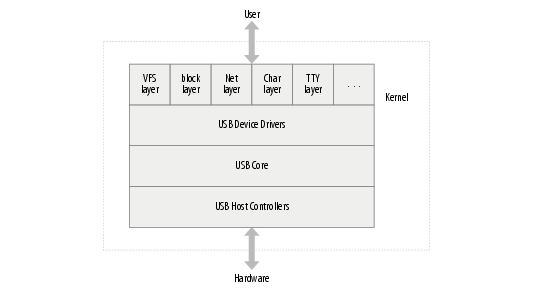 User
VFS
layer
block
layer
Net
layer
Char
layer
TTY
layer
. . .
Kernel
USB Device Drivers
USB Core
USB Host Controllers
Hardware